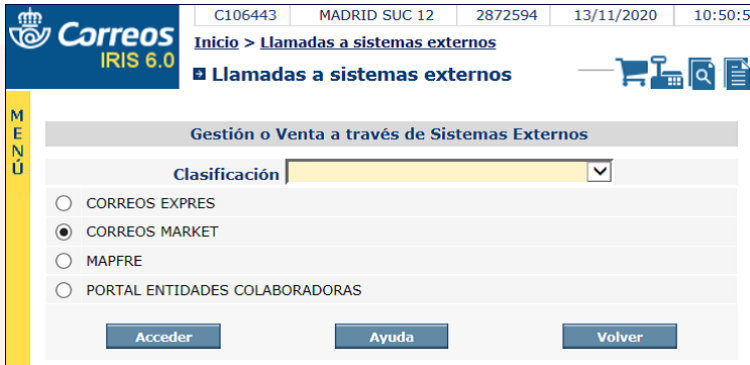 C106443 MADRID SUC 12 2872594 13/11/2020 10:50:5
Correos
IRIS 6.0
Inicio > Llamadas a sistemas externos
Llamadas a sistemas externos
MENÚ
Gestión o Venta a través de Sistemas Externos
Clasificación
CORREOS EXPRES
CORREOS MARKET
MAPFRE
PORTAL ENTIDADES COLABORADORAS
Acceder Ayuda Volver